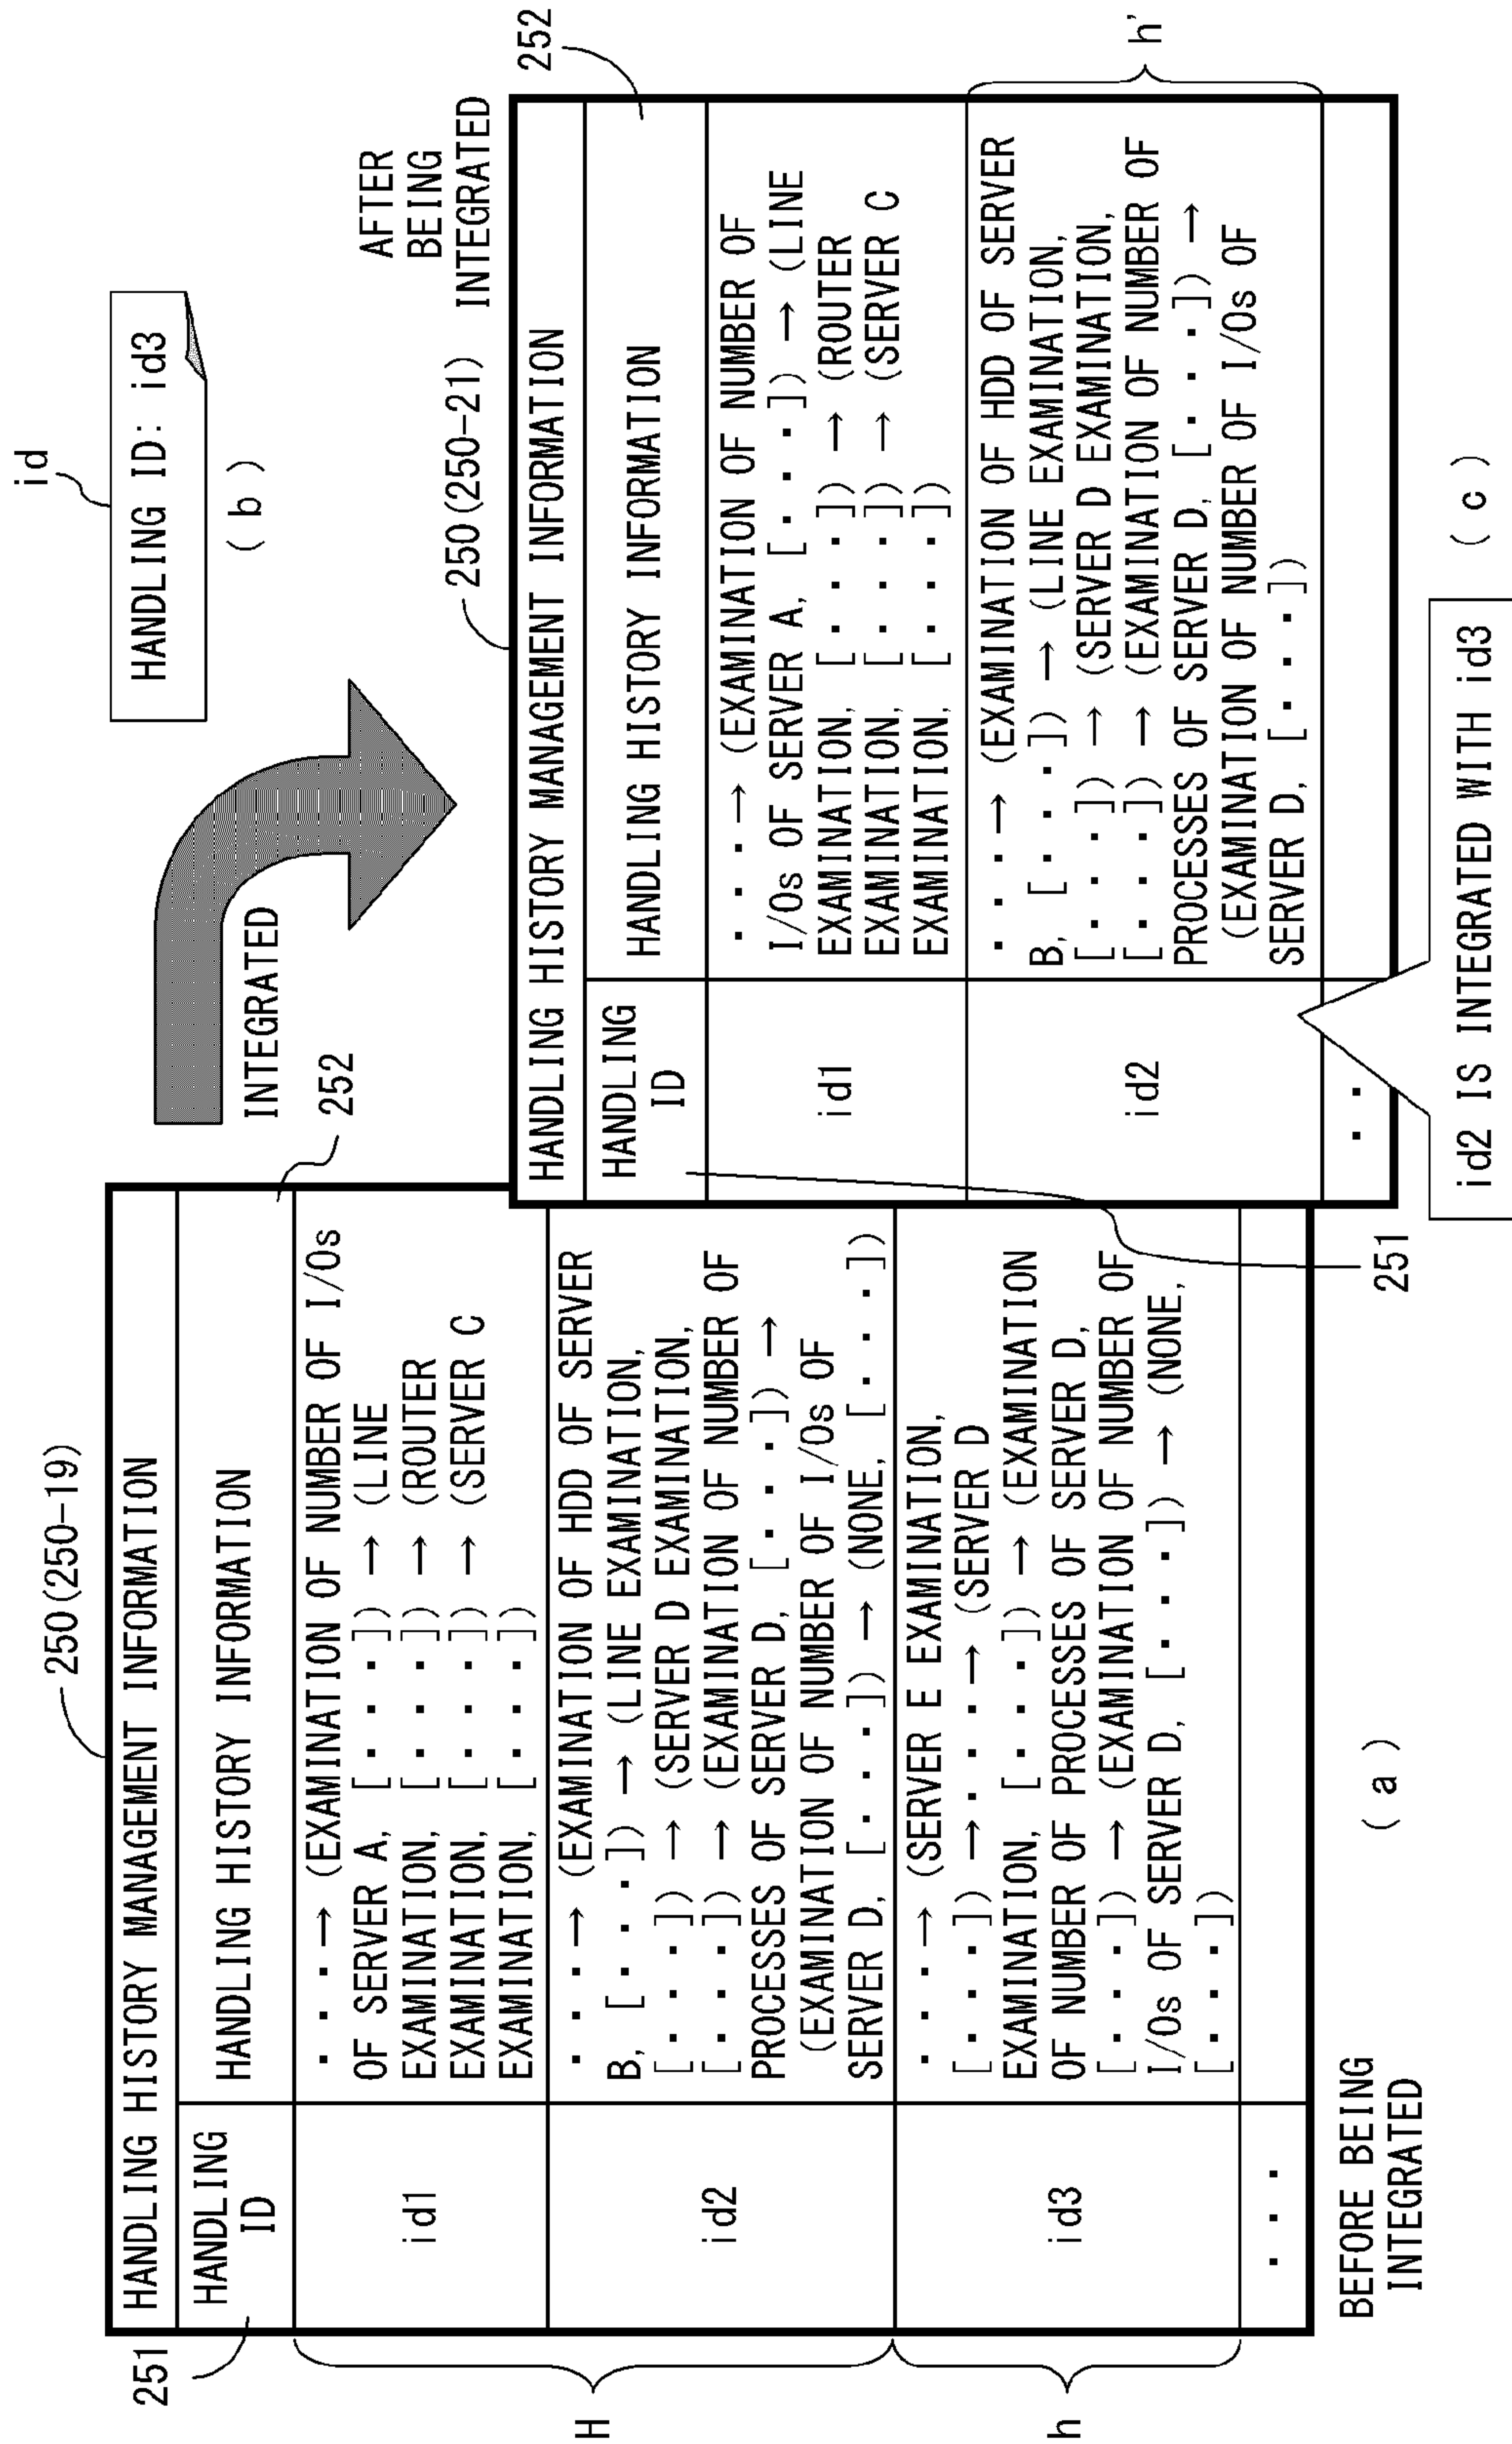 250(250-19)
HANDLING HISTORY MANAGEMENT INFORMATION
251
252
HANDLING
ID
HANDLING HISTORY INFORMATION
id1
· · ·→ (EXAMINATION OF NUMBER OF I/Os
OF SERVER A, [· · ·]) → (LINE
EXAMINATION, [· · ·]) → (ROUTER
EXAMINATION, [· · ·]) → (SERVER C
EXAMINATION, [· · ·])
id2
· · ·→ (EXAMINATION OF HDD OF SERVER
B, [· · ·]) → (LINE EXAMINATION,
[· · ·]) → (SERVER D EXAMINATION,
[· · ·]) → (EXAMINATION OF NUMBER OF
PROCESSES OF SERVER D, [· · ·]) →
(EXAMINATION OF NUMBER OF I/Os OF
SERVER D, [· · ·]) → (NONE, [· · ·])
id3
· · ·→ (SERVER E EXAMINATION,
[· · ·]) →· · ·→ (SERVER D
EXAMINATION, [· · ·]) → (EXAMINATION
OF NUMBER OF PROCESSES OF SERVER D,
[· · ·]) → (EXAMINATION OF NUMBER OF
I/Os OF SERVER D, [· · ·]) → (NONE,
[· · ·])
· · ·
H
h
BEFORE BEING
INTEGRATED
(a)
INTEGRATED
id
HANDLING ID: id3
(b)
AFTER
BEING
INTEGRATED
250(250-21)
HANDLING HISTORY MANAGEMENT INFORMATION
252
HANDLING
ID
HANDLING HISTORY INFORMATION
id1
· · ·→ (EXAMINATION OF NUMBER OF
I/Os OF SERVER A, [· · ·]) → (LINE
EXAMINATION, [· · ·]) → (ROUTER
EXAMINATION, [· · ·]) → (SERVER C
EXAMINATION, [· · ·])
id2
· · ·→ (EXAMINATION OF HDD OF SERVER
B, [· · ·]) → (LINE EXAMINATION,
[· · ·]) → (SERVER D EXAMINATION,
[· · ·]) → (EXAMINATION OF NUMBER OF
PROCESSES OF SERVER D, [· · ·]) →
(EXAMINATION OF NUMBER OF I/Os OF
SERVER D, [· · ·])
· ·
h'
251
id2 IS INTEGRATED WITH id3
(c)